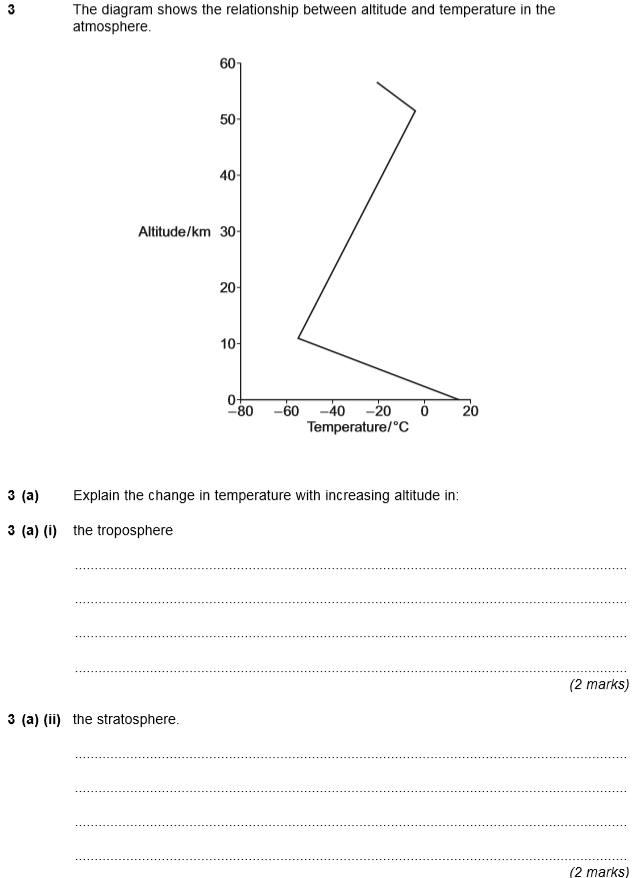 3 The diagram shows the relationship between altitude and temperature in the
atmosphere.
60
50
40
Altitude/km 30
20
10
0
−80 −60 −40 −20 0 20
Temperature/°C
3 (a) Explain the change in temperature with increasing altitude in:
3 (a) (i) the troposphere
(2 marks)
3 (a) (ii) the stratosphere.
(2 marks)